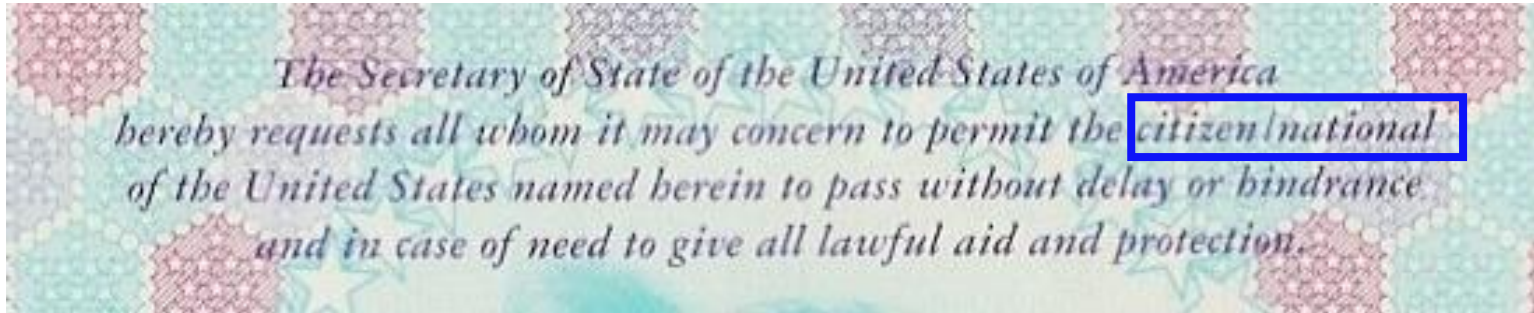 The Secretary of State of the United States of America
hereby requests all whom it may concern to permit the citizen/national
of the United States named herein to pass without delay or hindrance
and in case of need to give all lawful aid and protection.